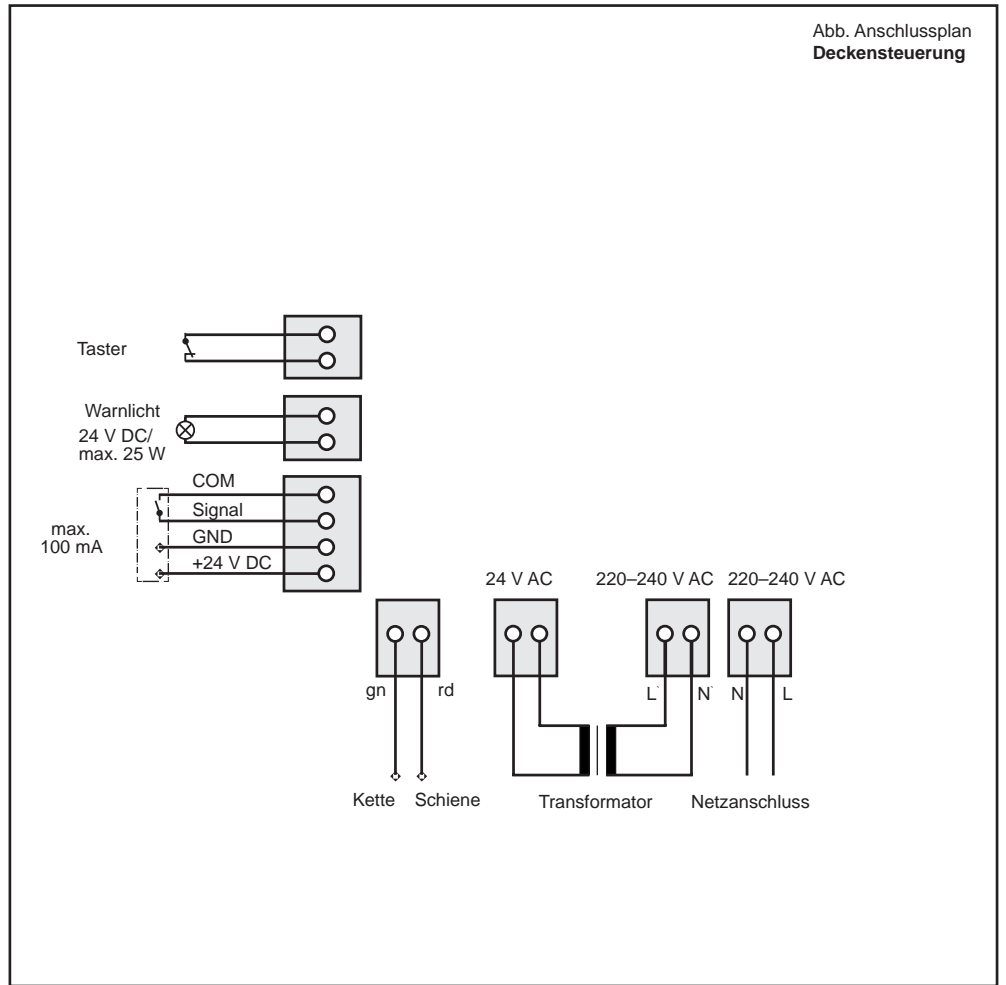 Abb. Anschlussplan
Deckensteuerung
Taster
Warnlicht
24 V DC/
max. 25 W
COM
Signal
GND
+24 V DC
max.
100 mA
24 V AC
220–240 V AC
220–240 V AC
gn
rd
L`
N`
N
L
Kette
Schiene
Transformator
Netzanschluss